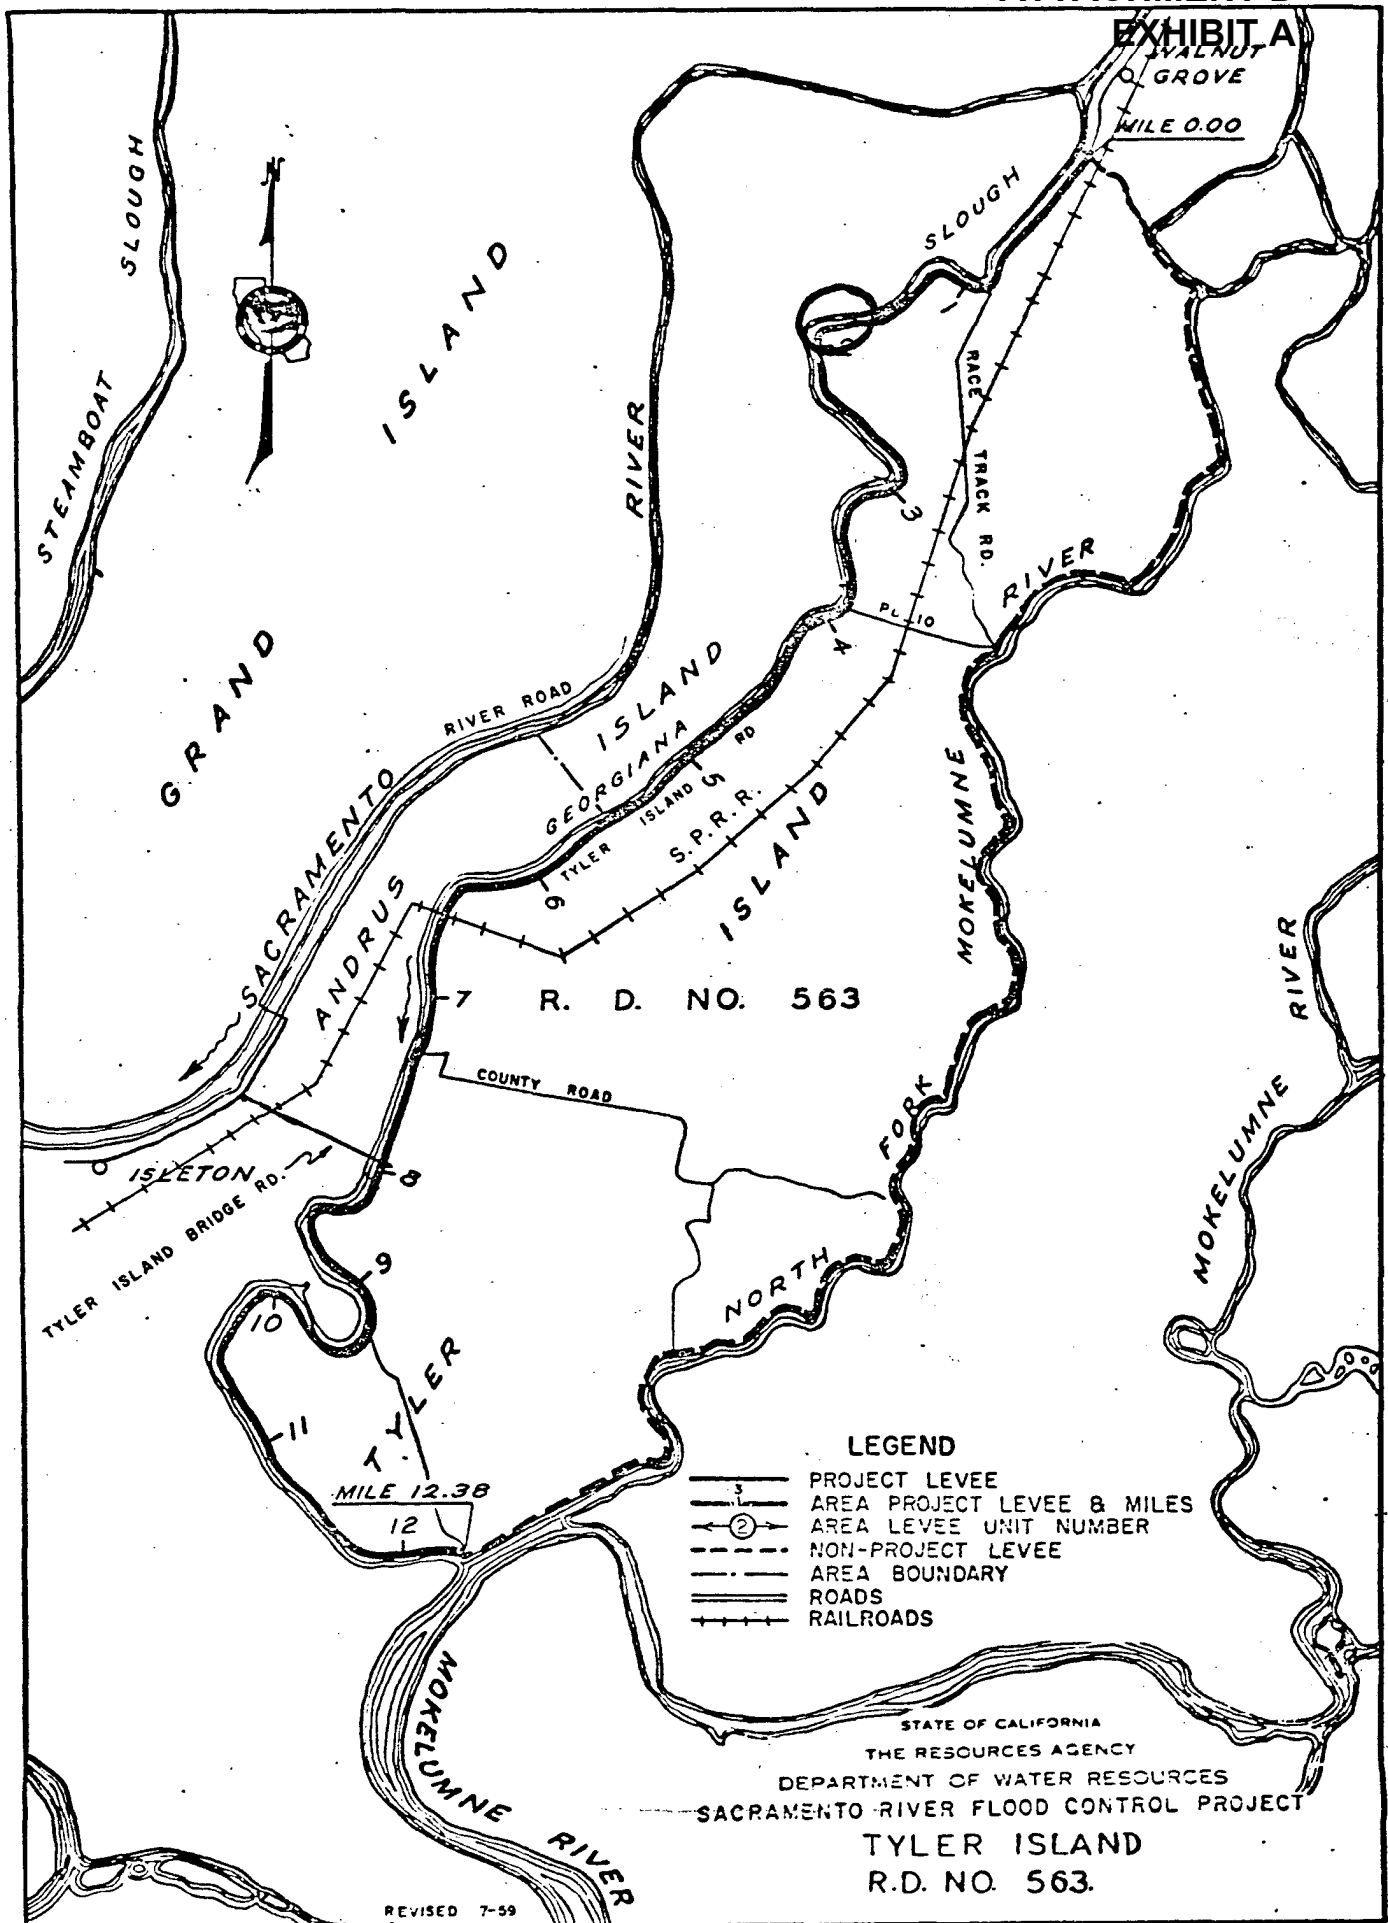 EXHIBIT A
WALNUT
GROVE
MILE 0.00
N
STEAMBOAT SLOUGH
GRAND ISLAND
SLOUGH
1
RACE TRACK RD.
3
RIVER
4
RIVER
RIVER ROAD
SACRAMENTO
ISLAND
GEORGIANA
TYLER ISLAND RD
5
S.P.R.R.
6
ISLAND
ANDRUS
MOKELUMNE
7
R. D. NO. 563
COUNTY ROAD
FORK
RIVER
MOKELUMNE
ISLETON
TYLER ISLAND BRIDGE RD.
8
9
10
NORTH
TYLER
11
MILE 12.38
12
LEGEND
PROJECT LEVEE
3
AREA PROJECT LEVEE & MILES
2
AREA LEVEE UNIT NUMBER
NON-PROJECT LEVEE
AREA BOUNDARY
ROADS
RAILROADS
MOKELUMNE RIVER
STATE OF CALIFORNIA
THE RESOURCES AGENCY
DEPARTMENT OF WATER RESOURCES
SACRAMENTO RIVER FLOOD CONTROL PROJECT
TYLER ISLAND
R.D. NO. 563.
REVISED 7-59